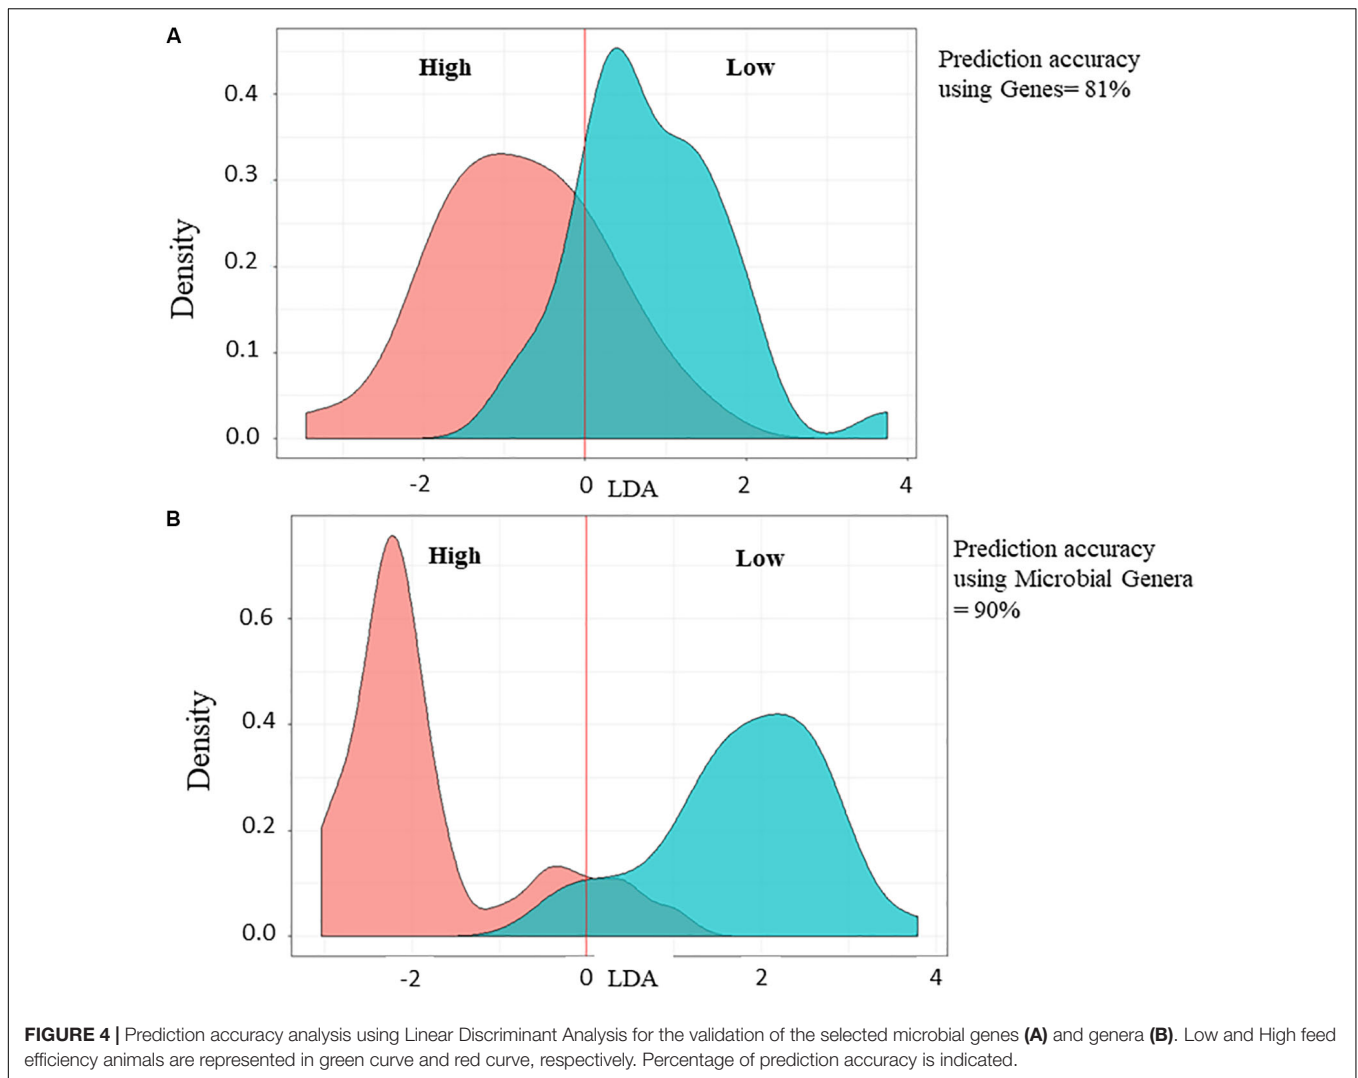 A
High
Low
Prediction accuracy
using Genes= 81%
Density
0.4
0.3
0.2
0.1
0.0
-2
0
LDA
2
4
B
High
Low
Prediction accuracy
using Microbial Genera
= 90%
Density
0.6
0.4
0.2
0.0
-2
0
LDA
2
4
FIGURE 4 | Prediction accuracy analysis using Linear Discriminant Analysis for the validation of the selected microbial genes (A) and genera (B). Low and High feed
efficiency animals are represented in green curve and red curve, respectively. Percentage of prediction accuracy is indicated.